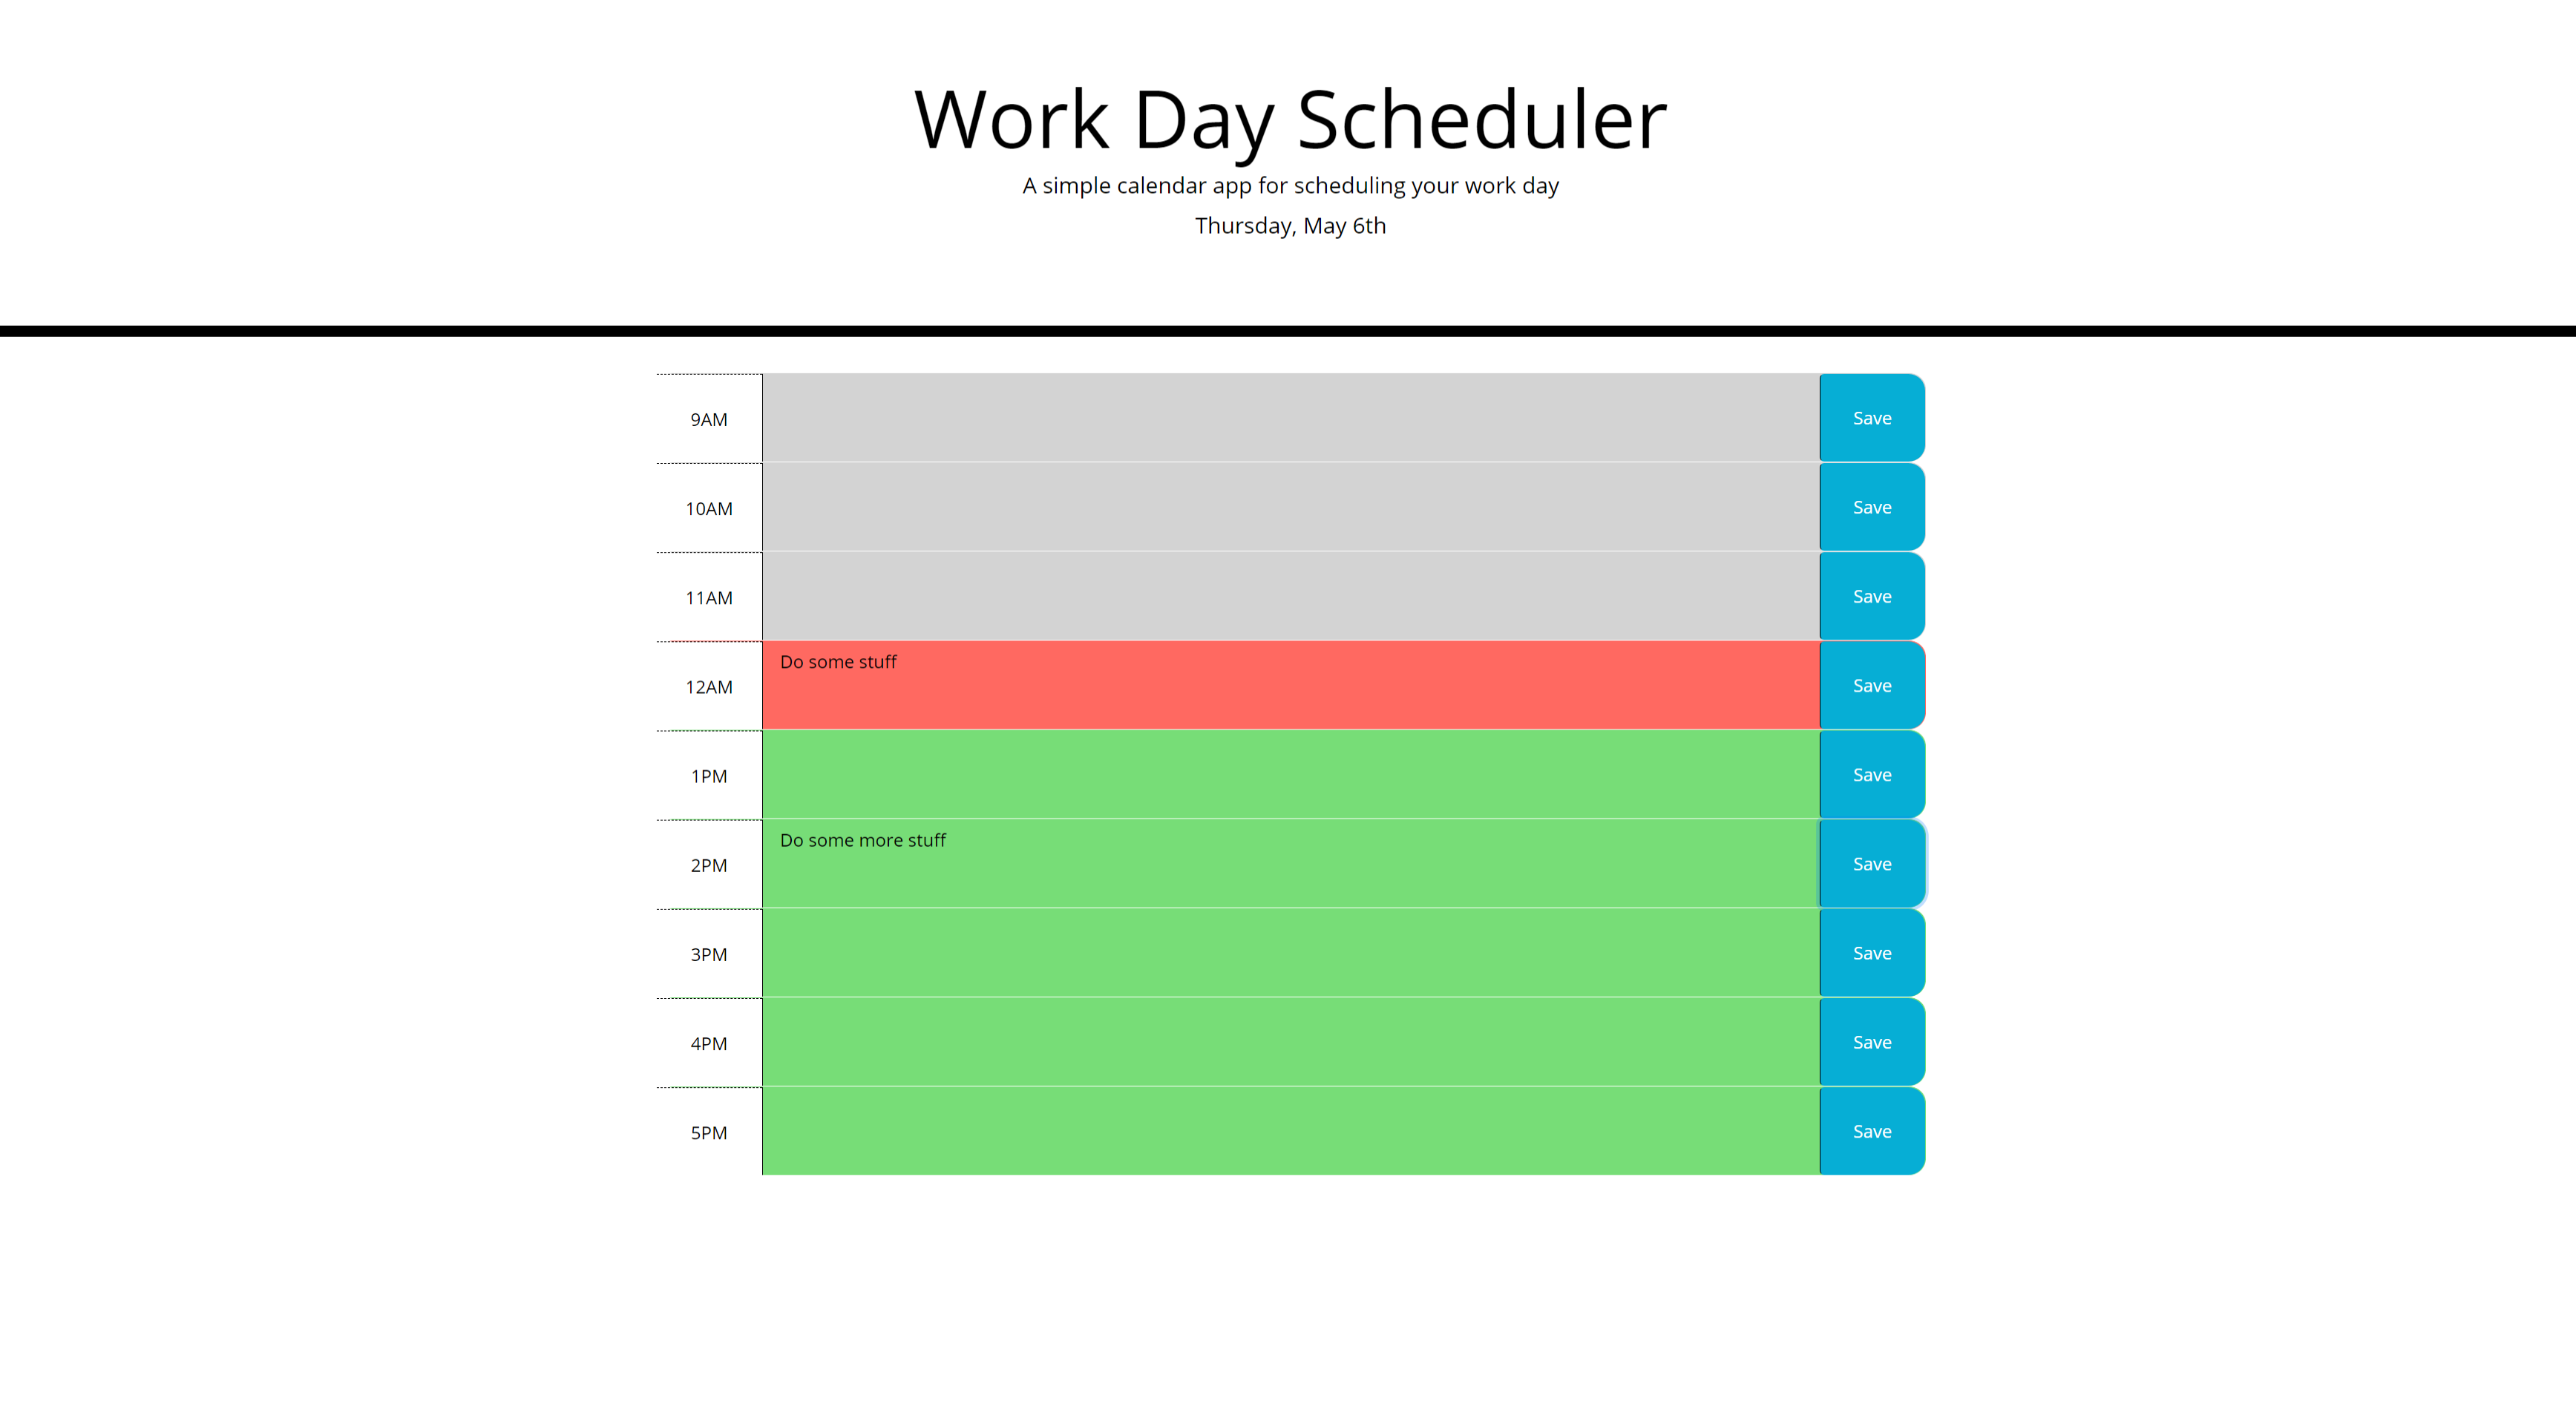 Work Day Scheduler
A simple calendar app for scheduling your work day
Thursday, May 6th
9AM Save
10AM Save
11AM Save
12AM Do some stuff Save
1PM Save
2PM Do some more stuff Save
3PM Save
4PM Save
5PM Save